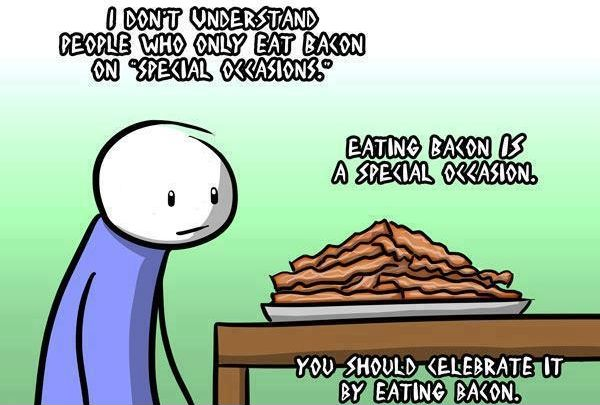 I DON'T UNDERSTAND
PEOPLE WHO ONLY EAT BACON
ON "SPECIAL OCCASIONS."
EATING BACON IS
A SPECIAL OCCASION.
YOU SHOULD CELEBRATE IT
BY EATING BACON.